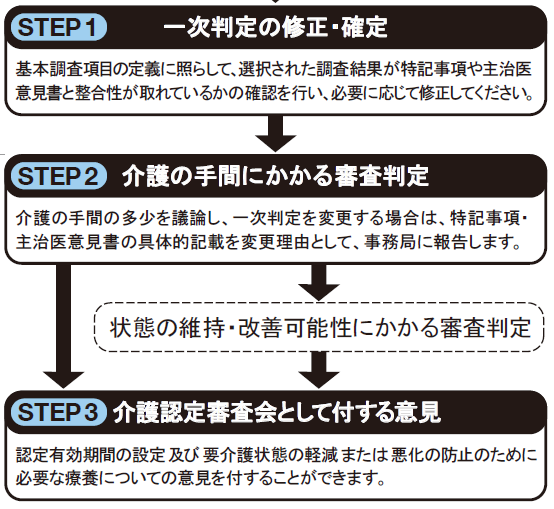 STEP 1 一次判定の修正・確定
基本調査項目の定義に照らして、選択された調査結果が特記事項や主治医
意見書と整合性が取れているかの確認を行い、必要に応じて修正してください。
STEP 2 介護の手間にかかる審査判定
介護の手間の多少を議論し、一次判定を変更する場合は、特記事項・
主治医意見書の具体的記載を変更理由として、事務局に報告します。
状態の維持・改善可能性にかかる審査判定
STEP 3 介護認定審査会として付する意見
認定有効期間の設定及び要介護状態の軽減または悪化の防止のために
必要な療養についての意見を付することができます。